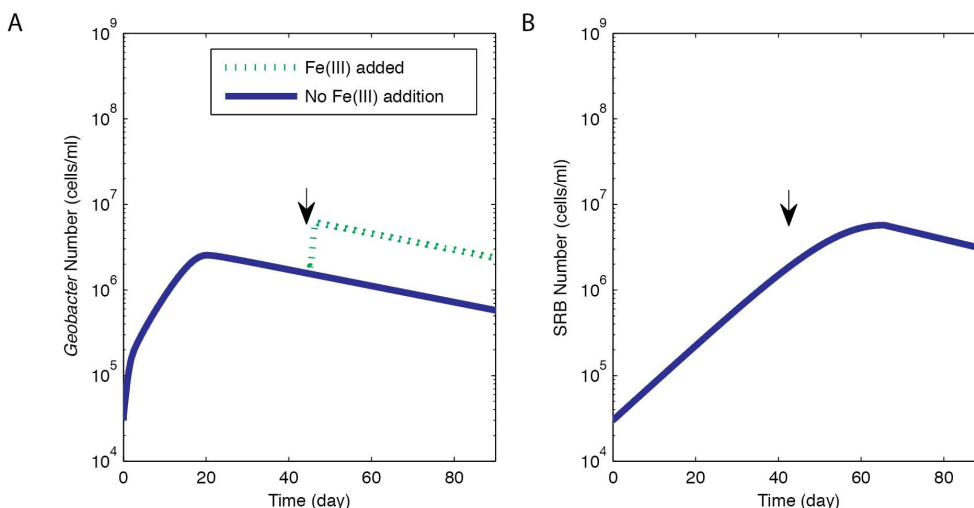 A
Fe(III) added
No Fe(III) addition
10^9
10^8
10^7
10^6
10^5
10^4
Geobacter Number (cells/ml)
0
20
40
60
80
Time (day)
B
10^9
10^8
10^7
10^6
10^5
10^4
SRB Number (cells/ml)
0
20
40
60
80
Time (day)